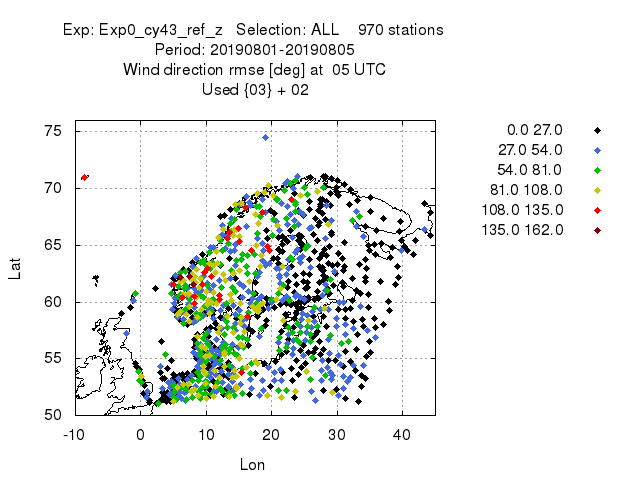 Exp: Exp0_cy43_ref_z   Selection: ALL    970 stations
Period: 20190801-20190805
Wind direction rmse [deg] at  05 UTC
Used {03} + 02
0.0 27.0
27.0 54.0
54.0 81.0
81.0 108.0
108.0 135.0
135.0 162.0
75
70
65
60
55
50
Lat
-10 0 10 20 30 40
Lon